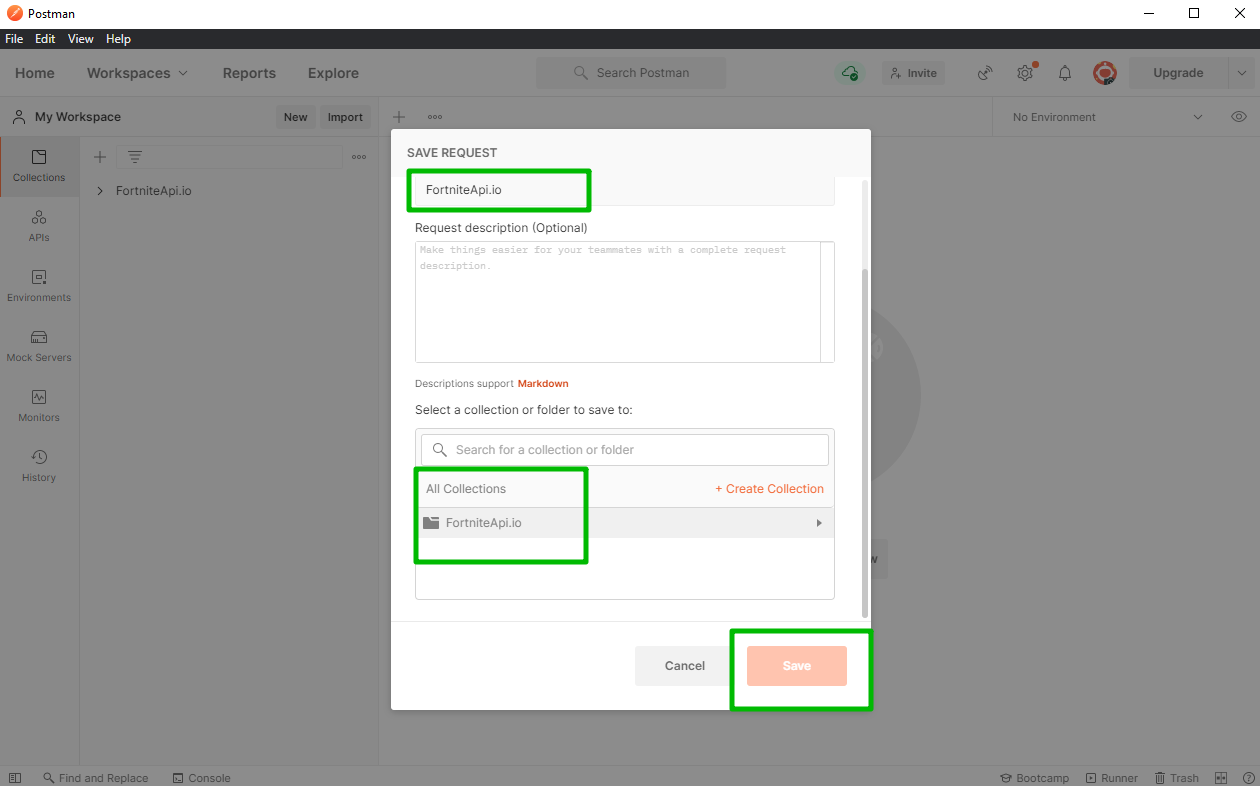 Postman
File Edit View Help
Home Workspaces Reports Explore Search Postman Invite Upgrade
My Workspace New Import No Environment
Collections
FortniteApi.io
APIs
Environments
Mock Servers
Monitors
History
SAVE REQUEST
FortniteApi.io
Request description (Optional)
Make things easier for your teammates with a complete request
description.
Descriptions support Markdown
Select a collection or folder to save to:
Search for a collection or folder
All Collections + Create Collection
FortniteApi.io
w
Cancel Save
Find and Replace Console Bootcamp Runner Trash